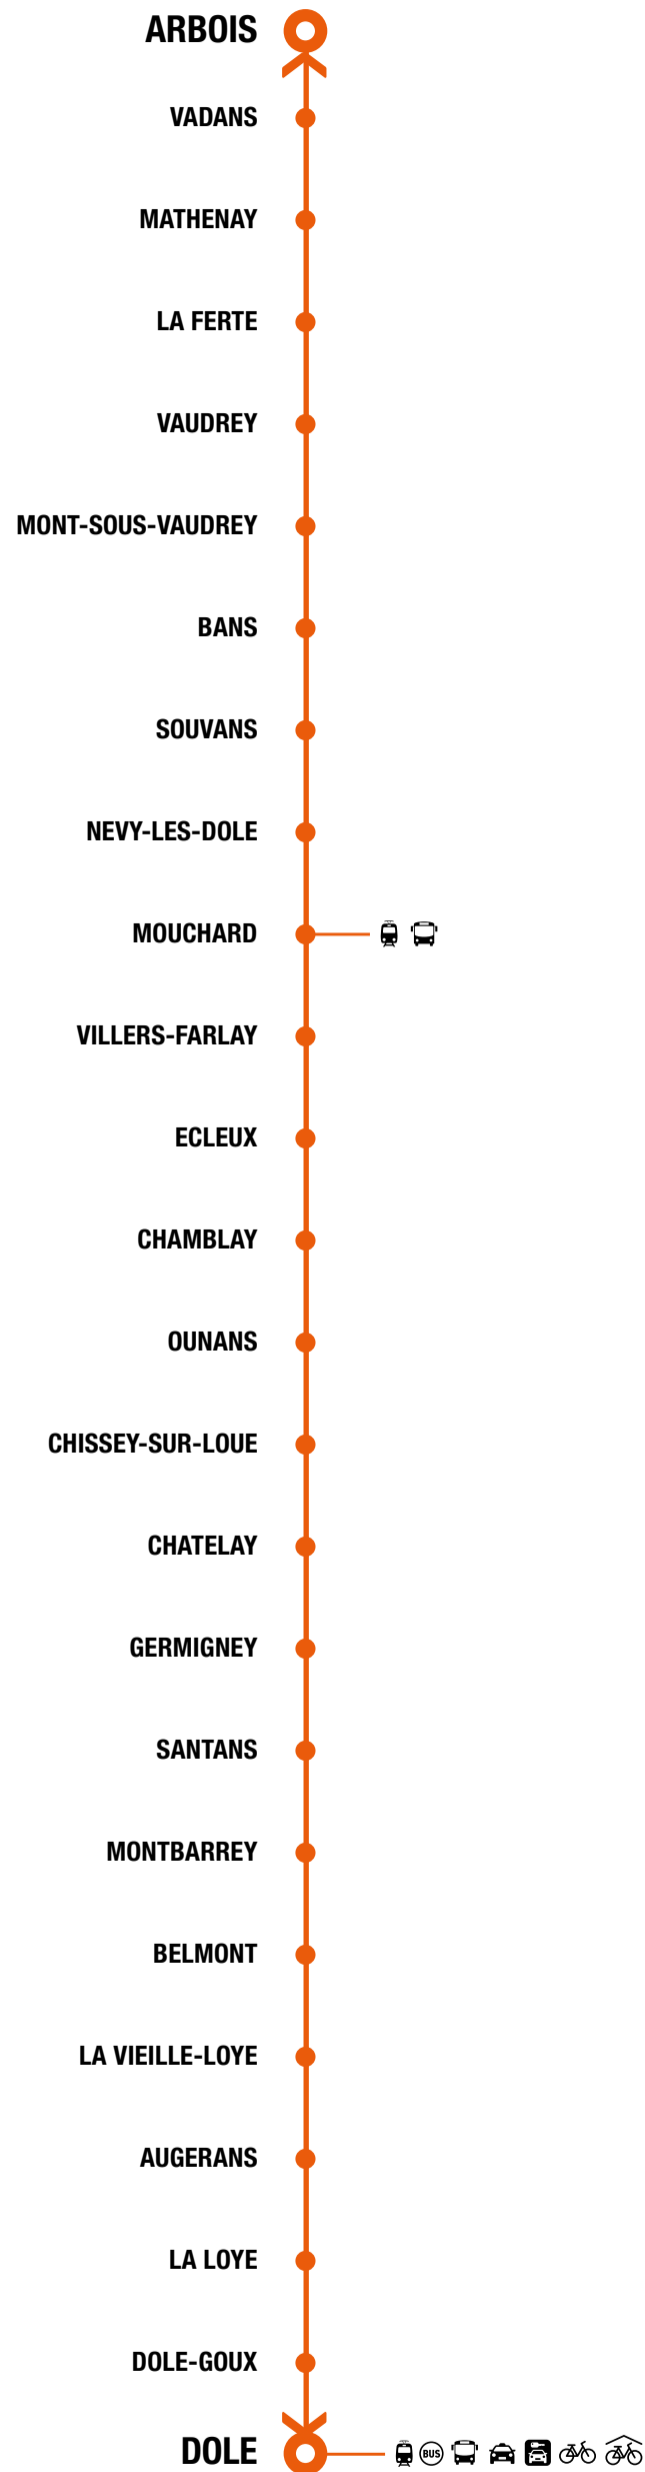 ARBOIS
VADANS
MATHENAY
LA FERTE
VAUDREY
MONT-SOUS-VAUDREY
BANS
SOUVANS
NEVY-LES-DOLE
MOUCHARD
VILLERS-FARLAY
ECLEUX
CHAMBLAY
OUNANS
CHISSEY-SUR-LOUE
CHATELAY
GERMIGNEY
SANTANS
MONTBARREY
BELMONT
LA VIEILLE-LOYE
AUGERANS
LA LOYE
DOLE-GOUX
DOLE BUS